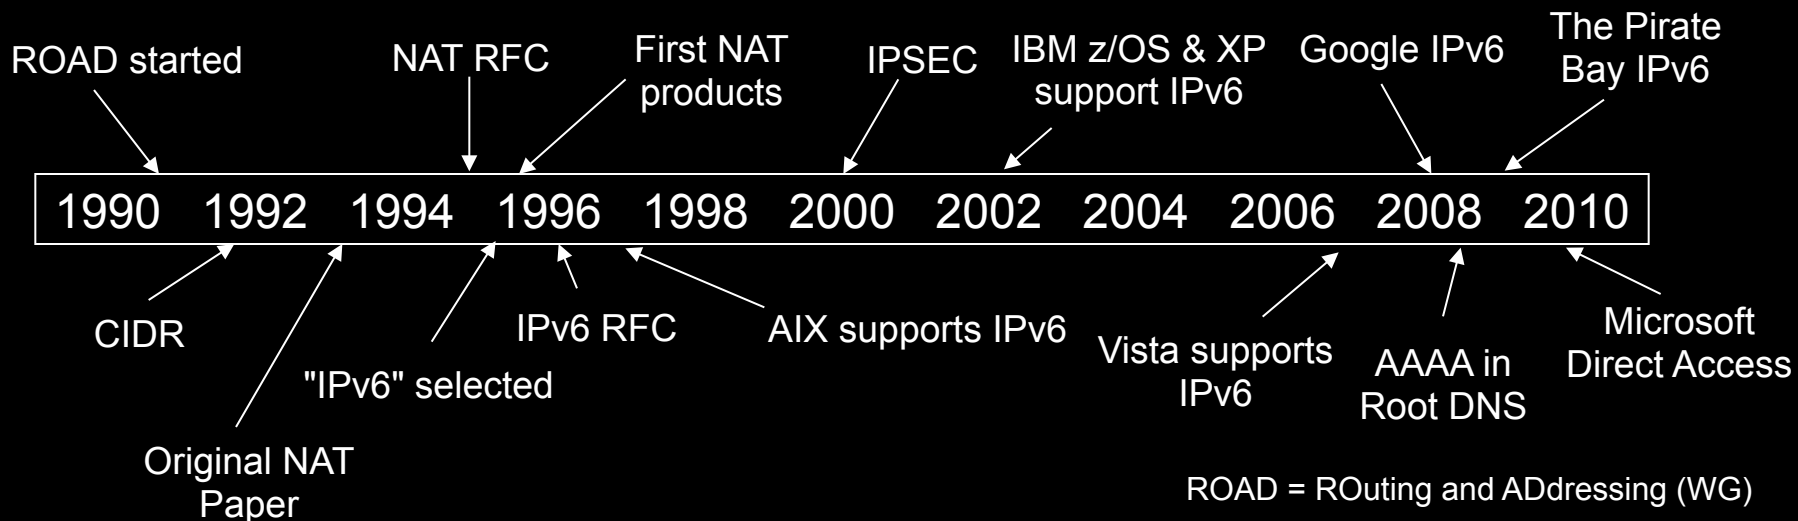 ROAD started
NAT RFC
First NAT
products
IPSEC
IBM z/OS & XP
support IPv6
Google IPv6
The Pirate
Bay IPv6
1990 1992 1994 1996 1998 2000 2002 2004 2006 2008 2010
CIDR
Original NAT
Paper
"IPv6" selected
IPv6 RFC
AIX supports IPv6
Vista supports
IPv6
AAAA in
Root DNS
Microsoft
Direct Access
ROAD = ROuting and ADdressing (WG)